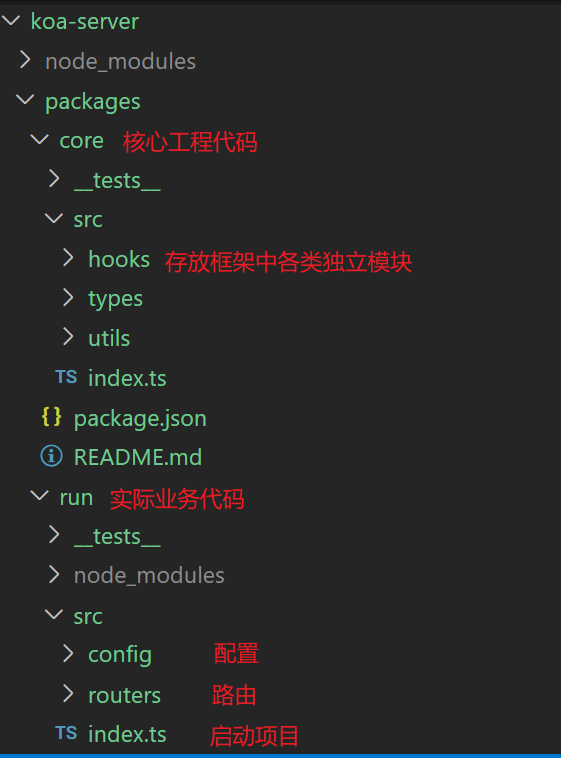 koa-server
node_modules
packages
core 核心工程代码
__tests__
src
hooks 存放框架中各类独立模块
types
utils
TS index.ts
{} package.json
README.md
run 实际业务代码
__tests__
node_modules
src
config 配置
routers 路由
TS index.ts 启动项目